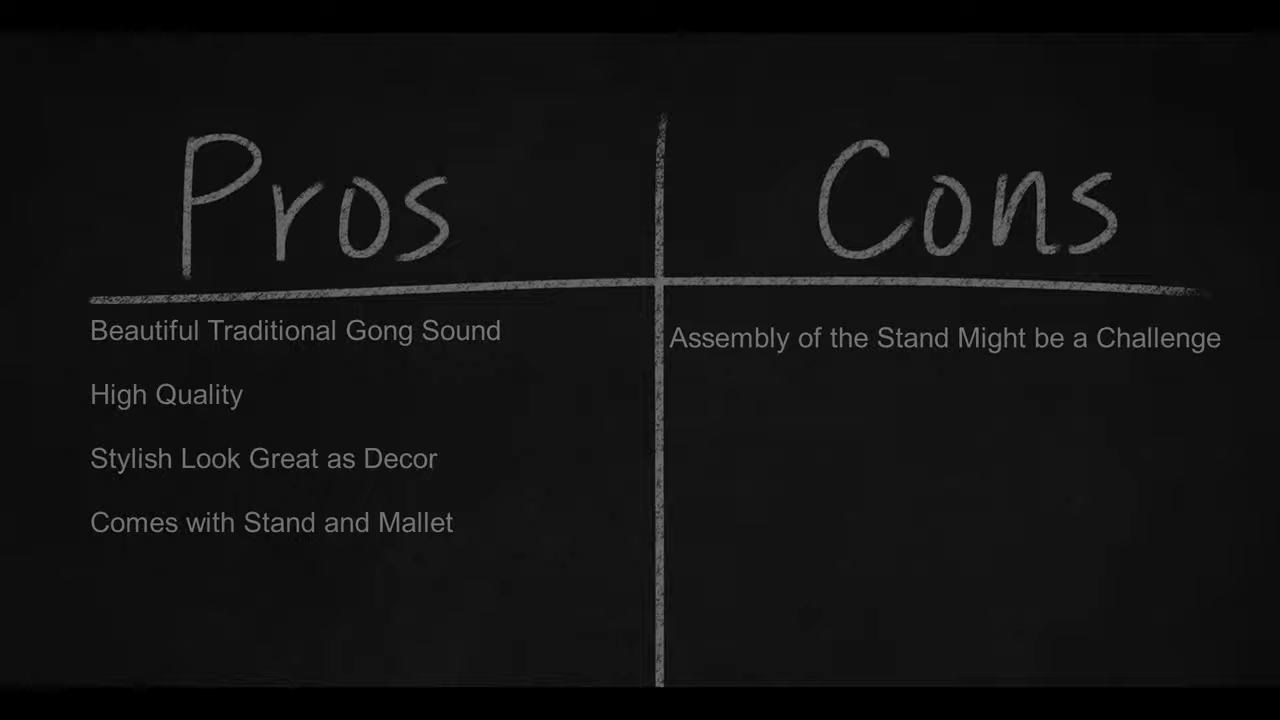 Pros
Cons
Beautiful Traditional Gong Sound
Assembly of the Stand Might be a Challenge
High Quality
Stylish Look Great as Decor
Comes with Stand and Mallet